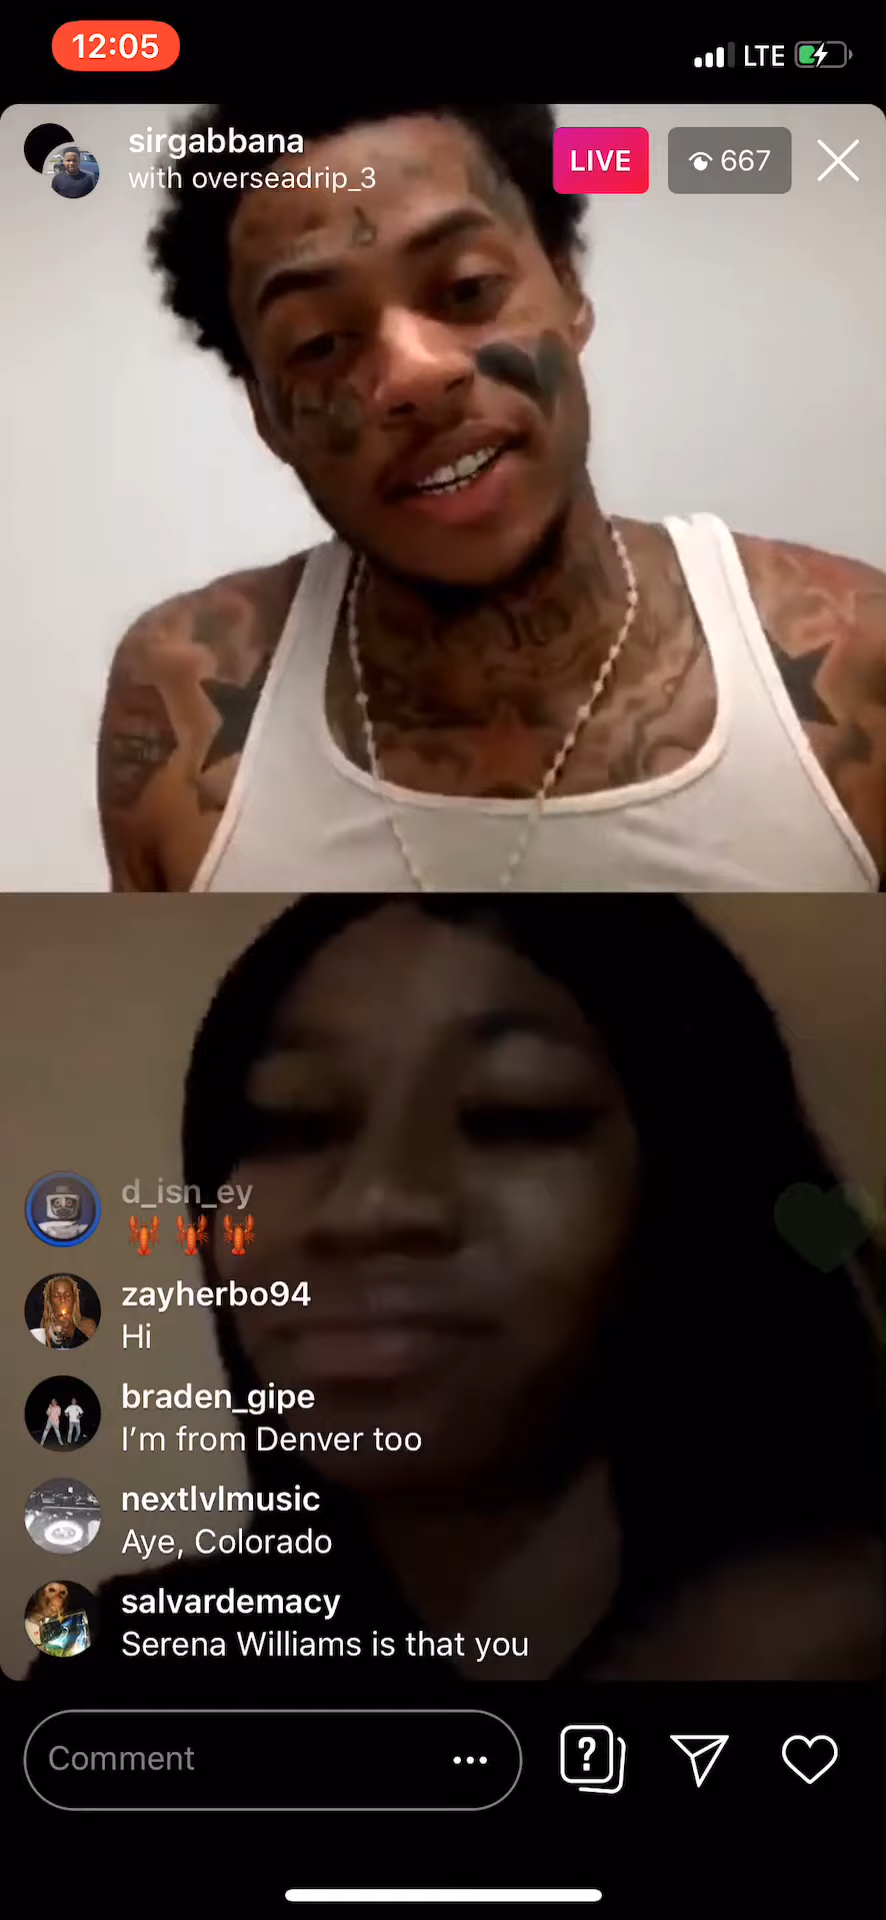 12:05
LTE
sirgabbana
with overseadrip_3
LIVE
667
d_isn_ey
zayherbo94
Hi
braden_gipe
I'm from Denver too
nextlvlmusic
Aye, Colorado
salvardemacy
Serena Williams is that you
Comment